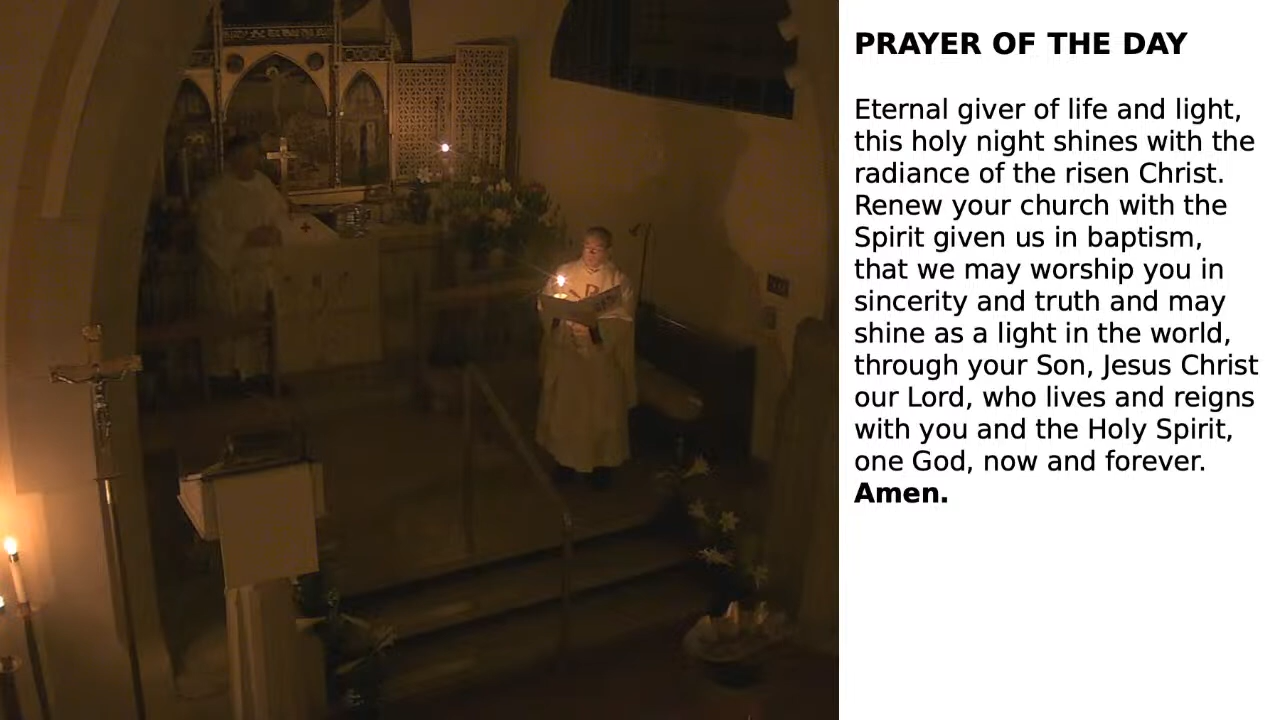 PRAYER OF THE DAY
Eternal giver of life and light,
this holy night shines with the
radiance of the risen Christ.
Renew your church with the
Spirit given us in baptism,
that we may worship you in
sincerity and truth and may
shine as a light in the world,
through your Son, Jesus Christ
our Lord, who lives and reigns
with you and the Holy Spirit,
one God, now and forever.
Amen.